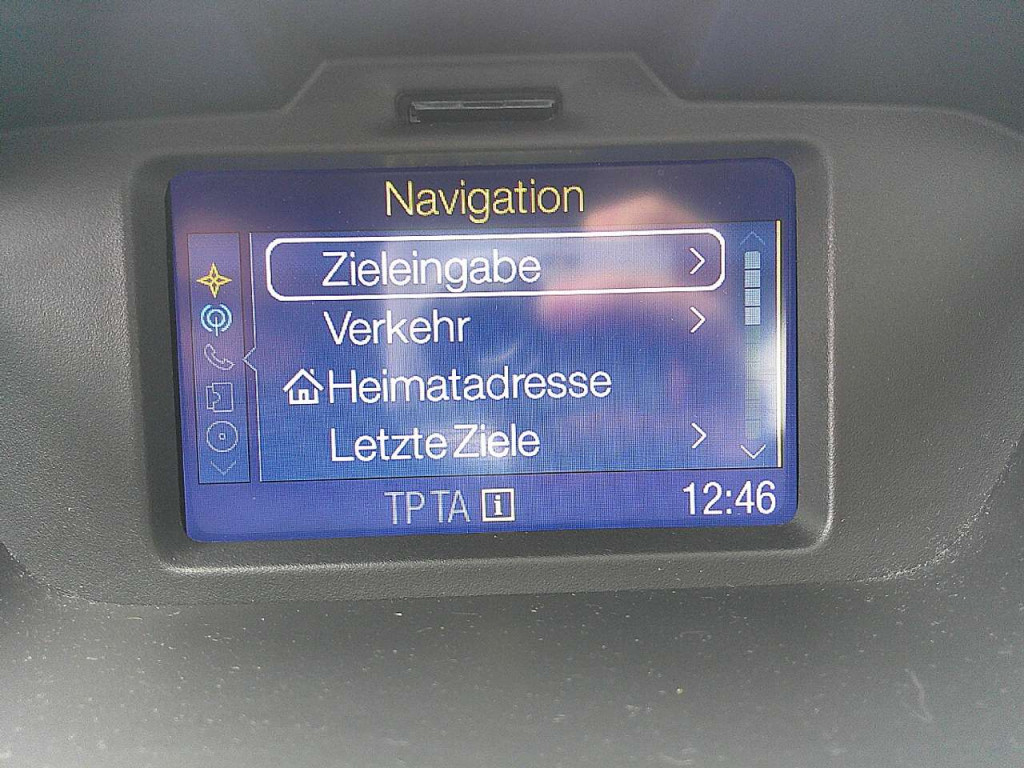 Navigation
Zieleingabe
Verkehr
Heimatadresse
Letzte Ziele
TP TA i 12:46